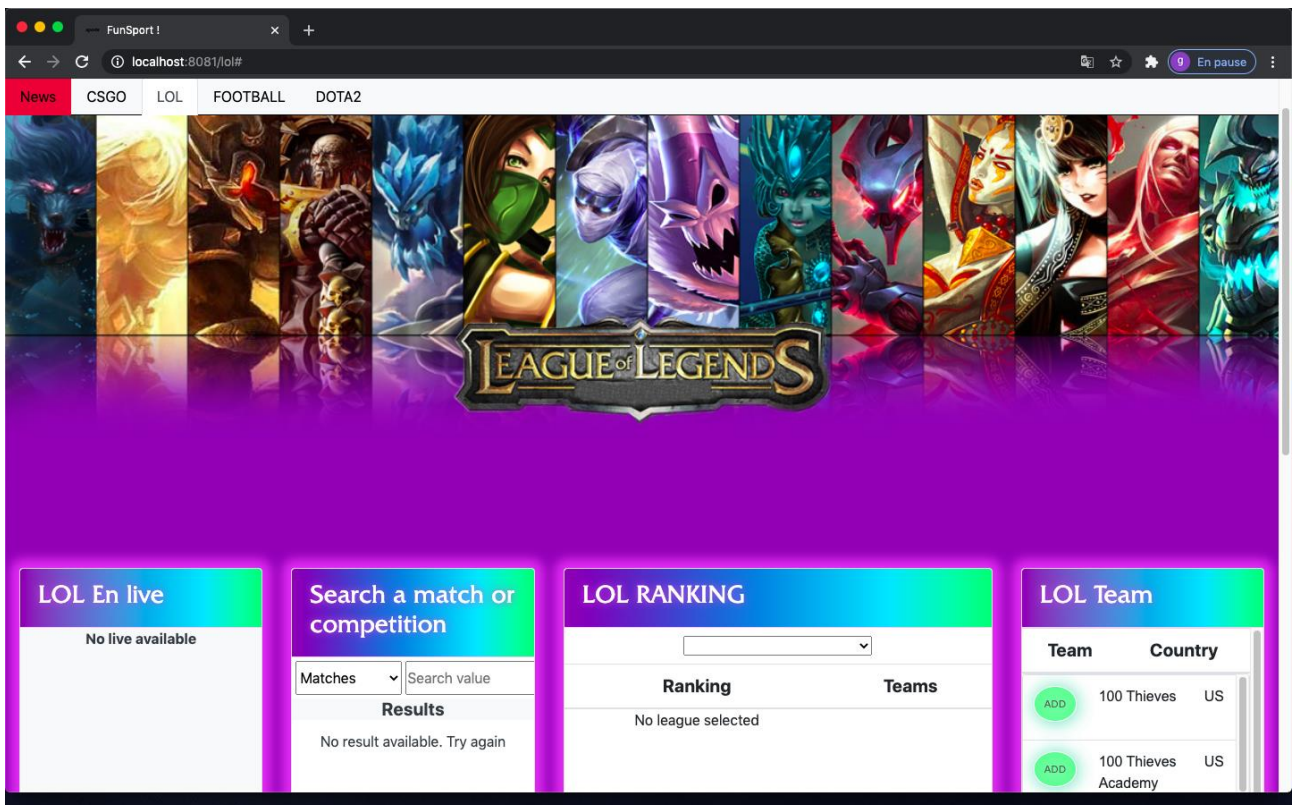 FunSport !
localhost:8081/lol#
g En pause
News CSGO LOL FOOTBALL DOTA2
LEAGUE of LEGENDS
LOL En live
No live available
Search a match or
competition
Matches Search value
Results
No result available. Try again
LOL RANKING
Ranking Teams
No league selected
LOL Team
Team Country
ADD 100 Thieves US
ADD 100 Thieves US
Academy